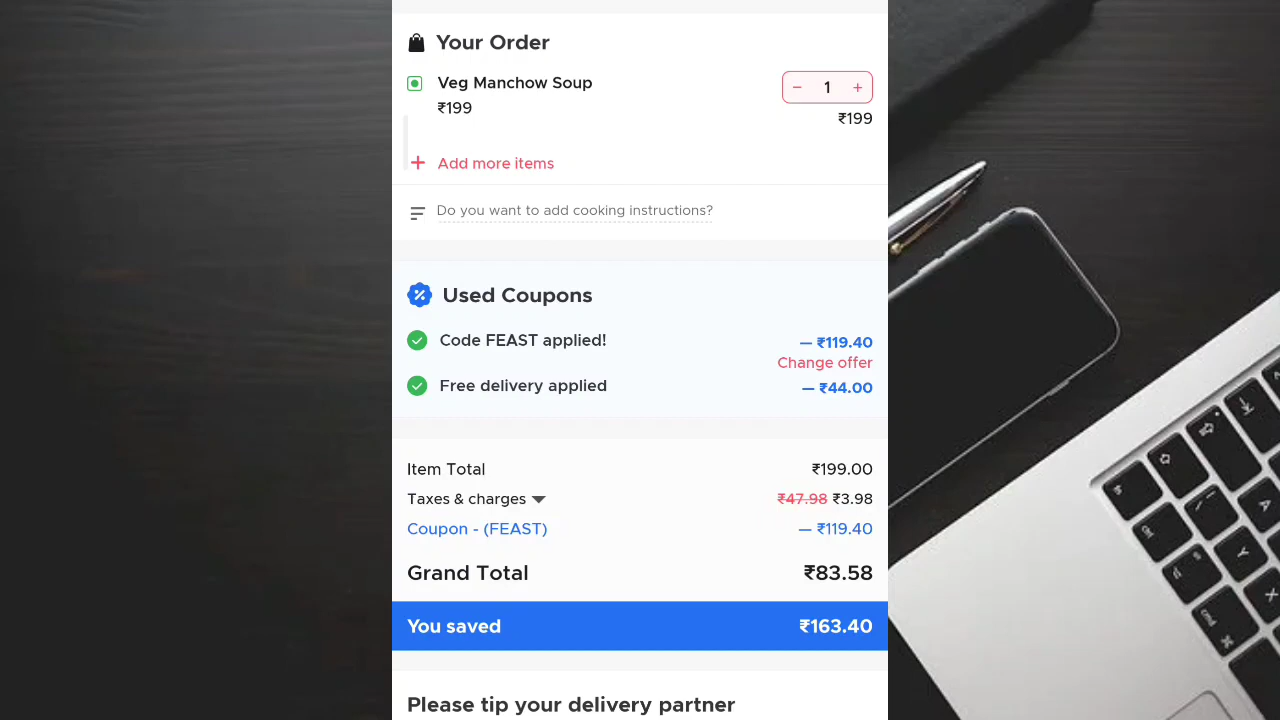 Your Order
Veg Manchow Soup
− 1 +
₹199
₹199
+ Add more items
Do you want to add cooking instructions?
Used Coupons
Code FEAST applied!
— ₹119.40
Change offer
Free delivery applied
— ₹44.00
Item Total ₹199.00
Taxes & charges ₹47.98 ₹3.98
Coupon - (FEAST) — ₹119.40
Grand Total ₹83.58
You saved ₹163.40
Please tip your delivery partner